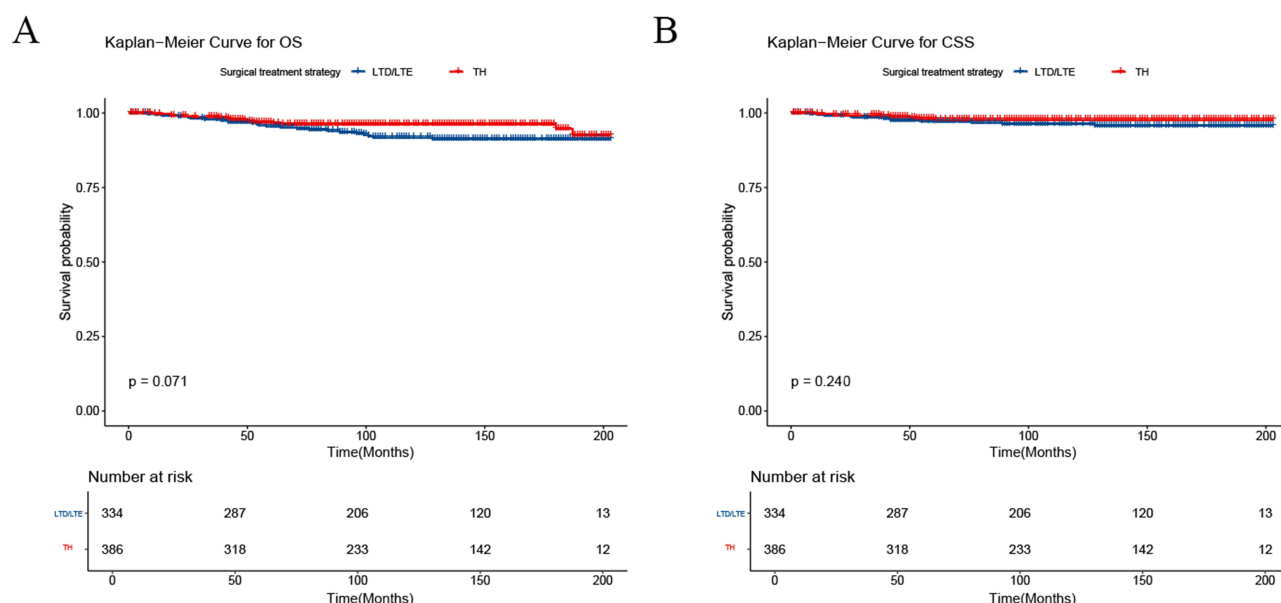 A
Kaplan−Meier Curve for OS
Surgical treatment strategy LTD/LTE TH
1.00
0.75
0.50
0.25
0.00
Survival probability
p = 0.071
0 50 100 150 200
Time(Months)
Number at risk
LTD/LTE 334 287 206 120 13
TH 386 318 233 142 12
0 50 100 150 200
Time(Months)
B
Kaplan−Meier Curve for CSS
Surgical treatment strategy LTD/LTE TH
1.00
0.75
0.50
0.25
0.00
Survival probability
p = 0.240
0 50 100 150 200
Time(Months)
Number at risk
LTD/LTE 334 287 206 120 13
TH 386 318 233 142 12
0 50 100 150 200
Time(Months)